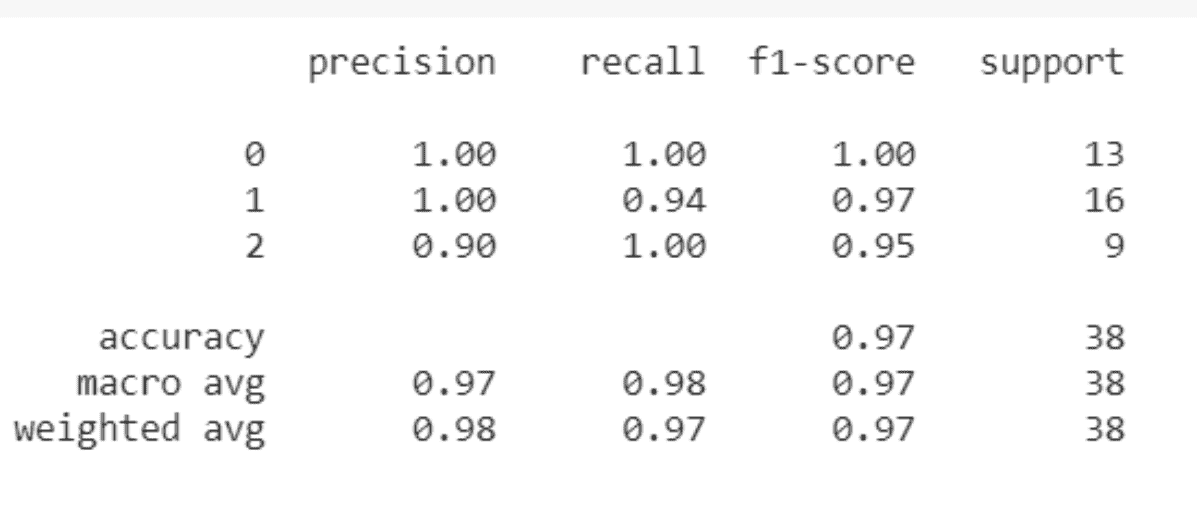 precision recall f1-score support
0 1.00 1.00 1.00 13
1 1.00 0.94 0.97 16
2 0.90 1.00 0.95 9
accuracy 0.97 38
macro avg 0.97 0.98 0.97 38
weighted avg 0.98 0.97 0.97 38